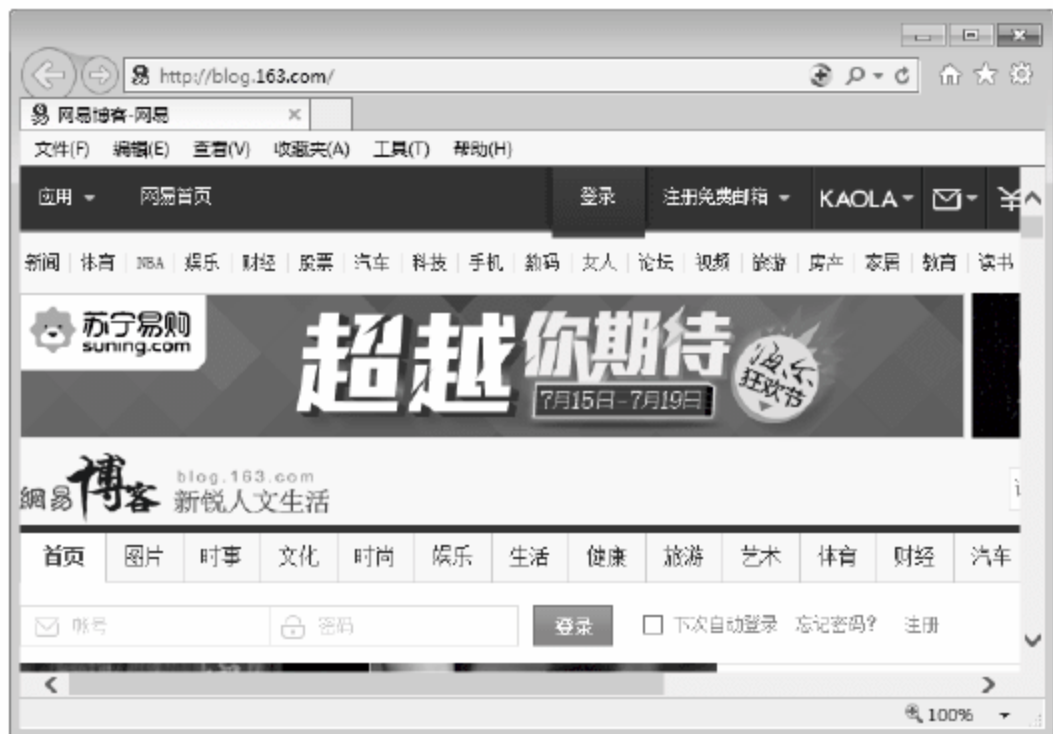 http://blog.163.com/
网易博客-网易
文件(F) 编辑(E) 查看(V) 收藏夹(A) 工具(T) 帮助(H)
应用 网易首页 登录 注册免费邮箱 KAOLA
新闻 体育 NBA 娱乐 财经 股票 汽车 科技 手机 数码 女人 论坛 视频 旅游 房产 家居 教育 读书
苏宁易购
suning.com
超越你期待
7月15日-7月19日
狂欢节
網易博客
blog.163.com
新锐人文生活
首页 图片 时事 文化 时尚 娱乐 生活 健康 旅游 艺术 体育 财经 汽车
帐号 密码 登录 下次自动登录 忘记密码? 注册
100%